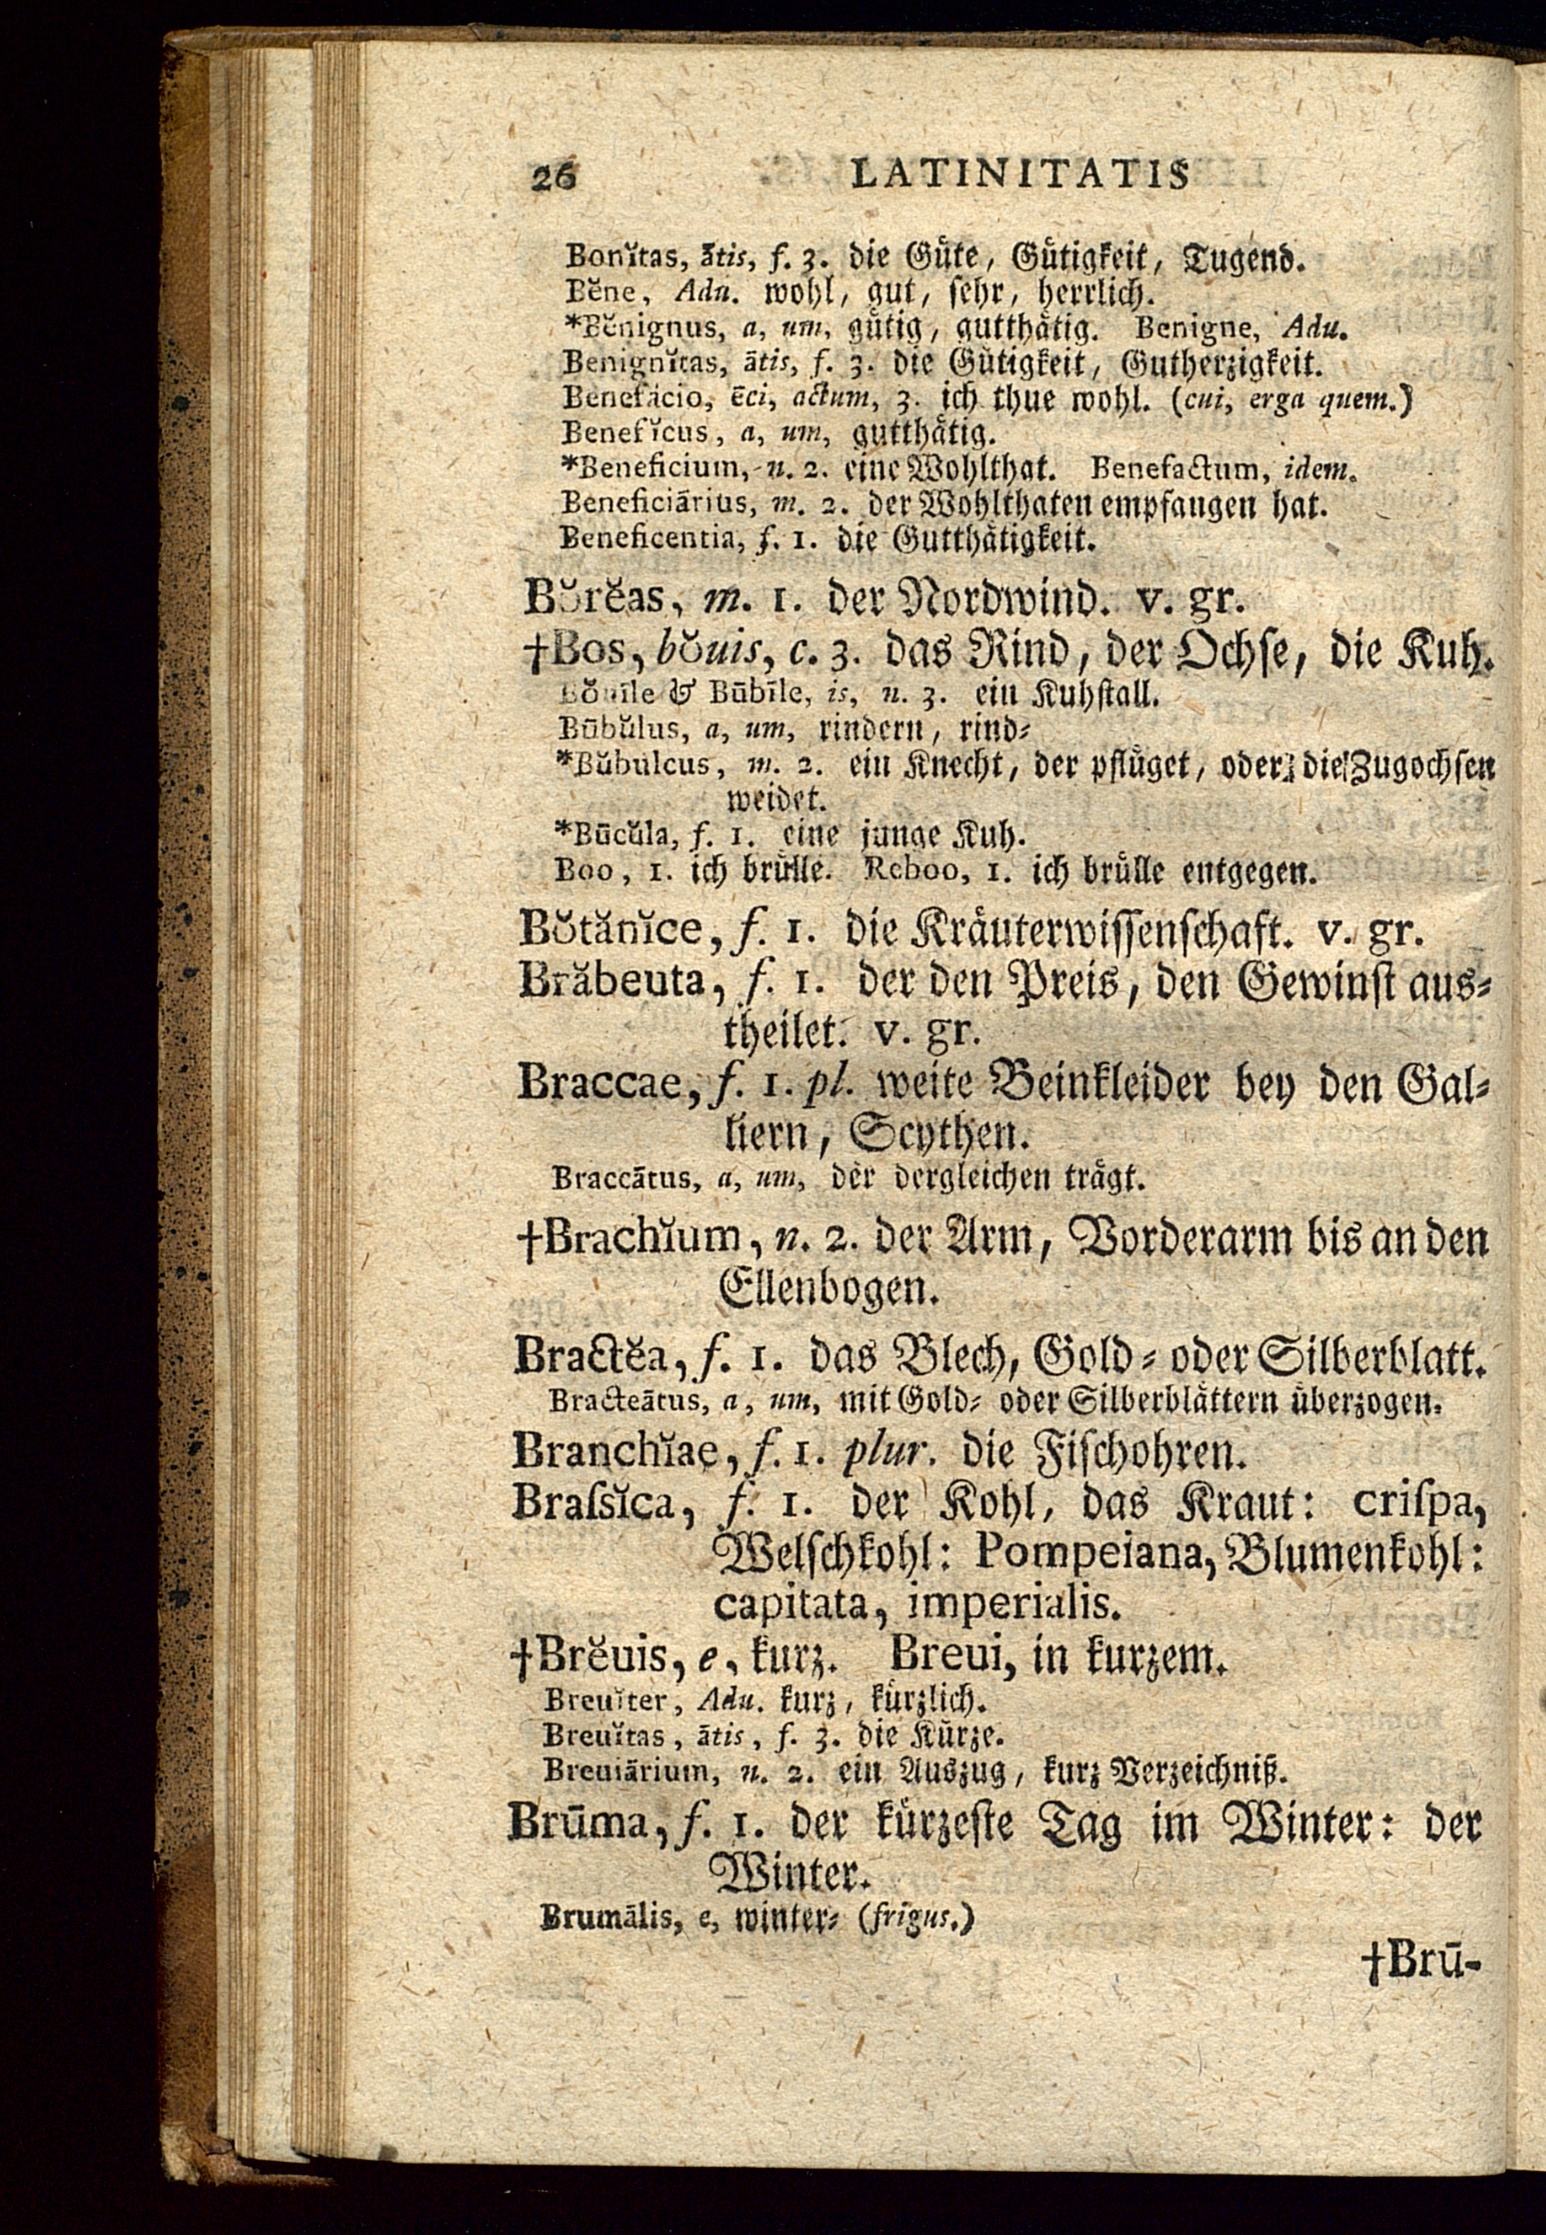 26 LATINITATIS
Bonĭtas, ātis, f. 3. die Güte, Gütigkeit, Tugend.
Bĕne, Adu. wohl, gut, sehr, herrlich.
*Bĕnignus, a, um, gütig, gutthätig. Benigne, Adu.
Benignĭtas, ātis, f. 3. die Gütigkeit, Gutherzigkeit.
Benefăcio, ēci, actum, 3. ich thue wohl. (cui, erga quem.)
Benefĭcus, a, um, gutthätig.
*Beneficium, n. 2. eine Wohlthat. Benefactum, idem.
Beneficiārius, m. 2. der Wohlthaten empfangen hat.
Beneficentia, f. 1. die Gutthätigkeit.
Bŏrĕas, m. 1. der Nordwind. v. gr.
†Bos, bŏuis, c. 3. das Rind, der Ochse, die Kuh.
Bŏuīle & Būbīle, is, n. 3. ein Kuhstall.
Būbŭlus, a, um, rindern, rind⸗
*Bŭbulcus, m. 2. ein Knecht, der pflüget, oder die Zugochsen
weidet.
*Būcŭla, f. 1. eine junge Kuh.
Boo, 1. ich brülle. Reboo, 1. ich brülle entgegen.
Bŏtănĭce, f. 1. die Kräuterwissenschaft. v. gr.
Brăbeuta, f. 1. der den Preis, den Gewinst aus⸗
theilet. v. gr.
Braccae, f. 1. pl. weite Beinkleider bey den Gal⸗
liern, Scythen.
Braccātus, a, um, der dergleichen trägt.
†Brachĭum, n. 2. der Arm, Vorderarm bis an den
Ellenbogen.
Bractĕa, f. 1. das Blech, Gold⸗ oder Silberblatt.
Bracteātus, a, um, mit Gold⸗ oder Silberblättern überzogen.
Branchĭae, f. 1. plur. die Fischohren.
Braſsĭca, f. 1. der Kohl, das Kraut: criſpa,
Welschkohl: Pompeiana, Blumenkohl:
capitata, imperialis.
†Brĕuis, e, kurz. Breui, in kurzem.
Breuĭter, Adu. kurz, kürzlich.
Breuĭtas, ātis, f. 3. die Kürze.
Breuiārium, n. 2. ein Auszug, kurz Verzeichniß.
Brūma, f. 1. der kürzeste Tag im Winter: der
Winter.
Brumālis, e, winter⸗ (frigus.)
†Brū-